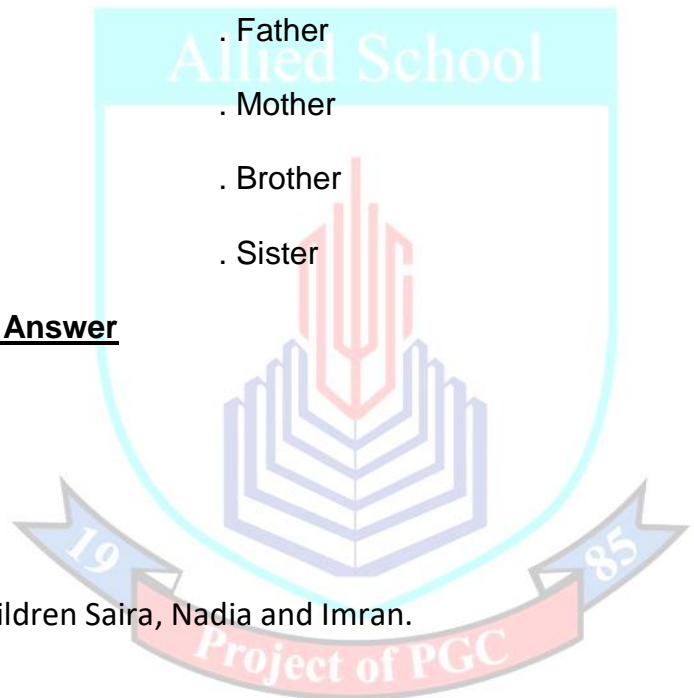 Allied School
. Father
. Mother
. Brother
. Sister
Answer
19 85
ildren Saira, Nadia and Imran.
Project of PGC